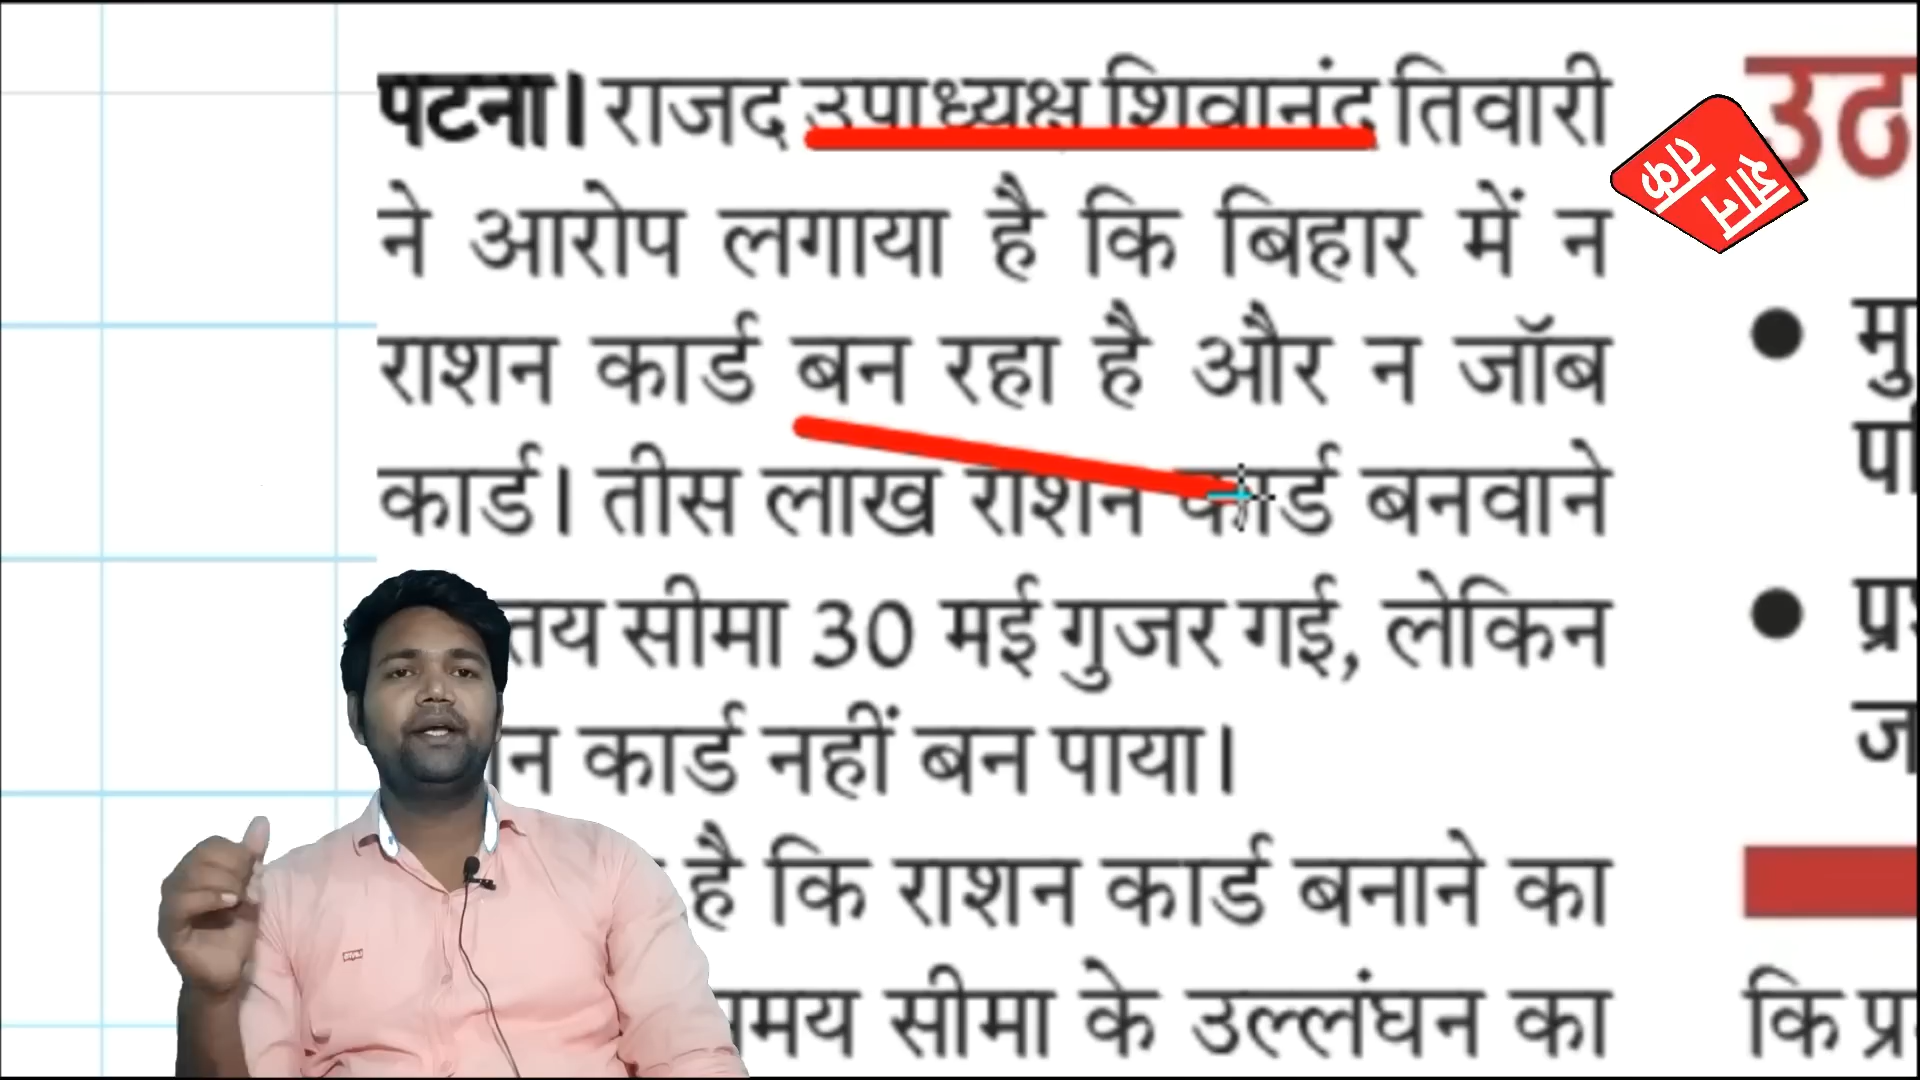 पटना। राजद उपाध्यक्ष शिवानंद तिवारी
ने आरोप लगाया है कि बिहार में न
राशन कार्ड बन रहा है और न जॉब
कार्ड। तीस लाख राशन कार्ड बनवाने
तय सीमा 30 मई गुजर गई, लेकिन
न कार्ड नहीं बन पाया।
है कि राशन कार्ड बनाने का
मय सीमा के उल्लंघन का
कि